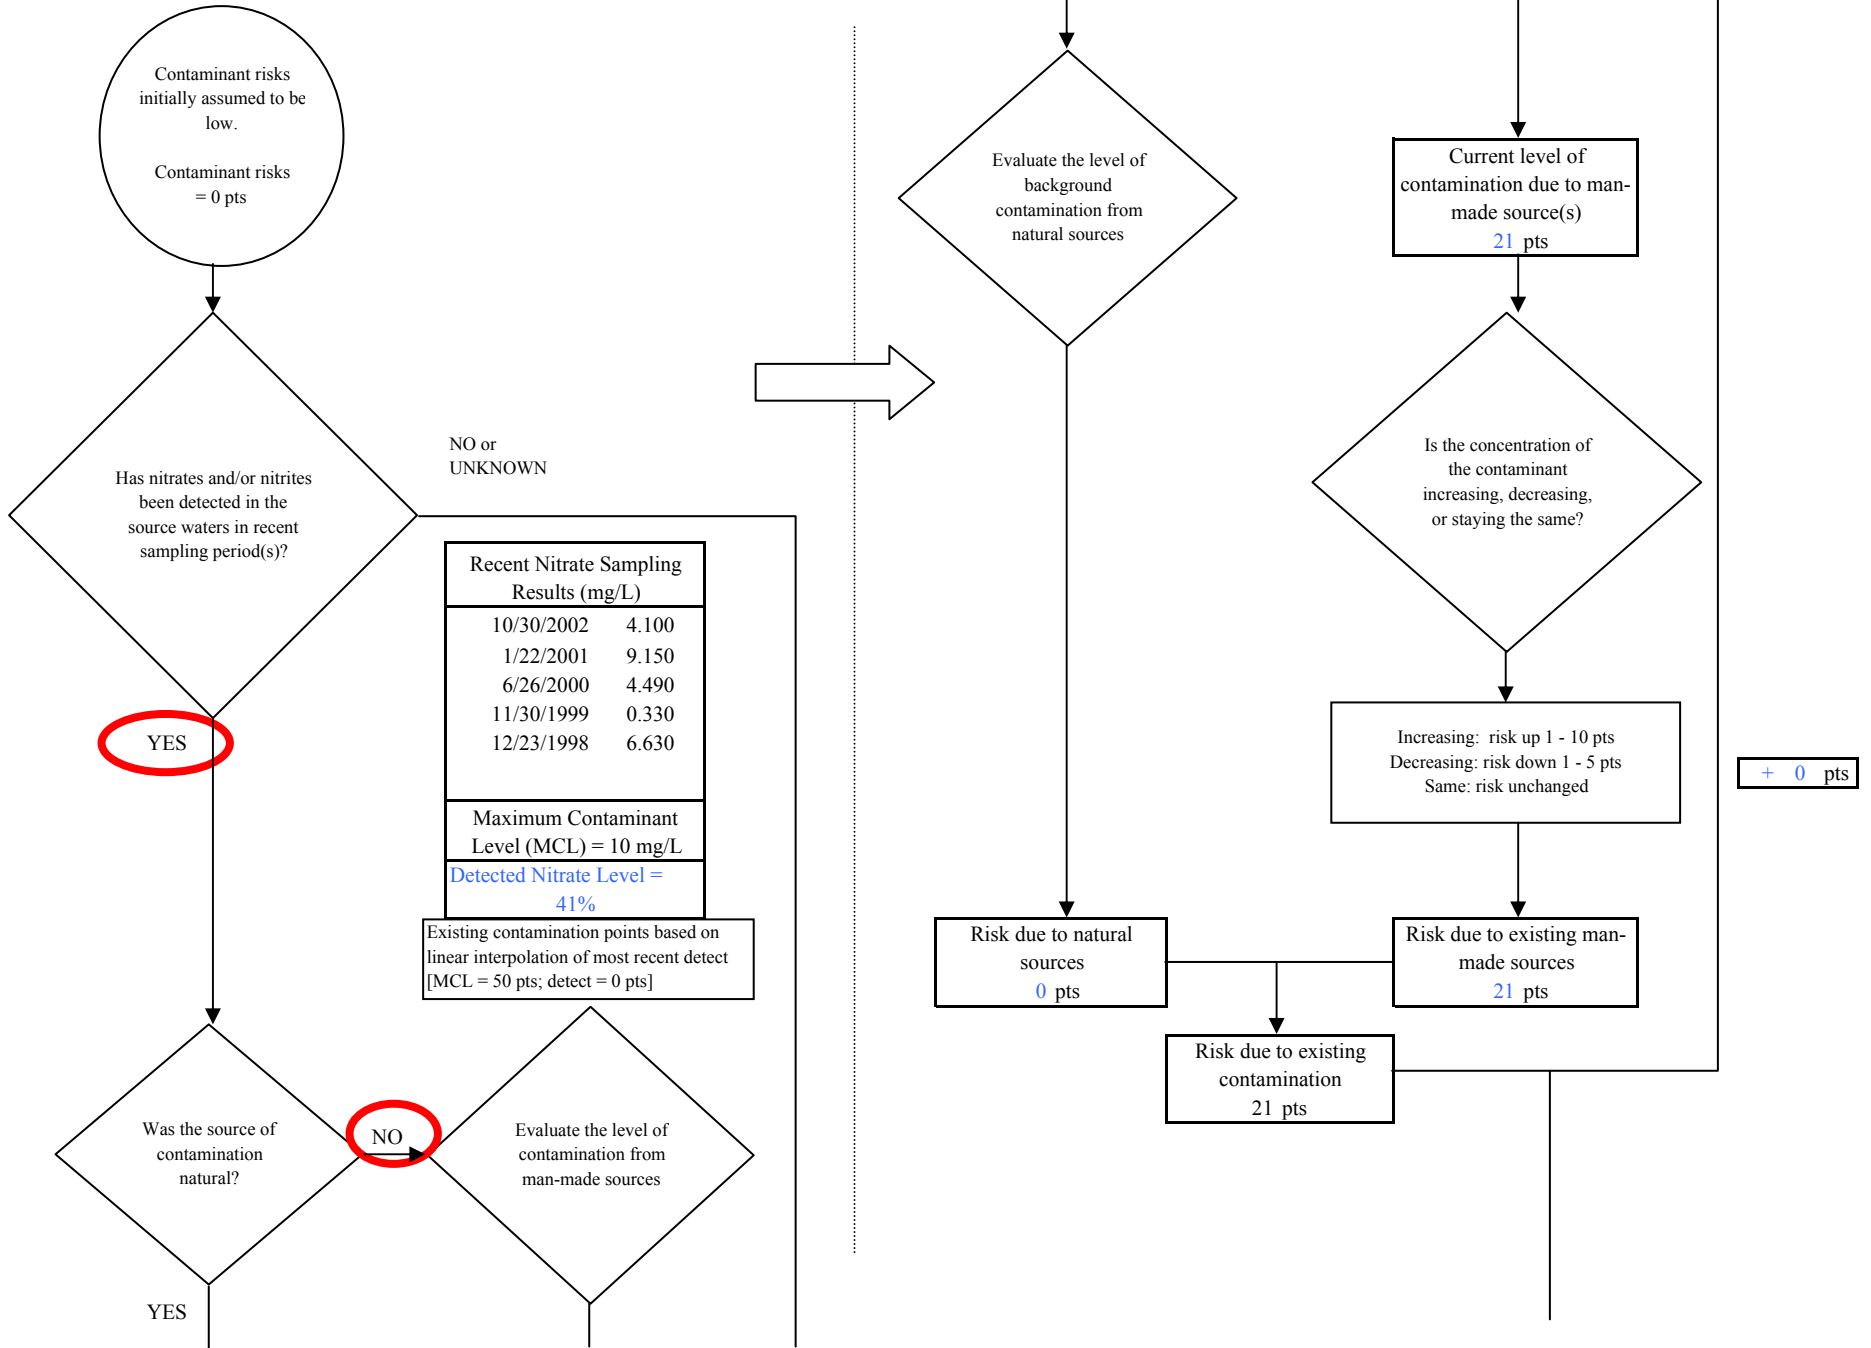 Contaminant risks
initially assumed to be
low.
Contaminant risks
= 0 pts
Has nitrates and/or nitrites
been detected in the
source waters in recent
sampling period(s)?
NO or
UNKNOWN
YES
Recent Nitrate Sampling
Results (mg/L)
10/30/2002 4.100
1/22/2001 9.150
6/26/2000 4.490
11/30/1999 0.330
12/23/1998 6.630
Maximum Contaminant
Level (MCL) = 10 mg/L
Detected Nitrate Level =
41%
Existing contamination points based on
linear interpolation of most recent detect
[MCL = 50 pts; detect = 0 pts]
Was the source of
contamination
natural?
NO
Evaluate the level of
contamination from
man-made sources
YES
Evaluate the level of
background
contamination from
natural sources
Current level of
contamination due to man-
made source(s)
21 pts
Is the concentration of
the contaminant
increasing, decreasing,
or staying the same?
Increasing: risk up 1 - 10 pts
Decreasing: risk down 1 - 5 pts
Same: risk unchanged
+ 0 pts
Risk due to natural
sources
0 pts
Risk due to existing man-
made sources
21 pts
Risk due to existing
contamination
21 pts